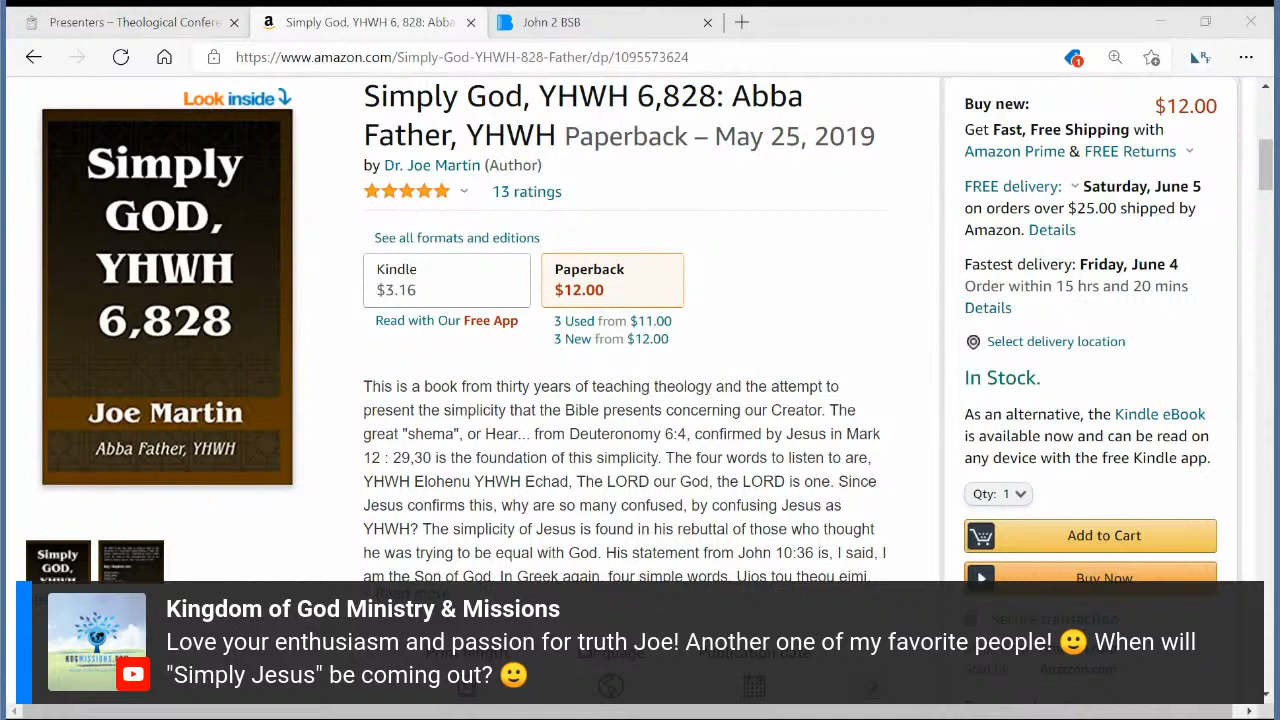 Presenters – Theological Confere
Simply God, YHWH 6, 828: Abba
John 2 BSB
https://www.amazon.com/Simply-God-YHWH-828-Father/dp/1095573624
1
Look inside
Simply
GOD,
YHWH
6,828
Joe Martin
Abba Father, YHWH
Simply
GOD,
YHWH
Simply God, YHWH 6,828: Abba
Father, YHWH Paperback – May 25, 2019
by Dr. Joe Martin (Author)
13 ratings
See all formats and editions
Kindle
$3.16
Read with Our Free App
Paperback
$12.00
3 Used from $11.00
3 New from $12.00
This is a book from thirty years of teaching theology and the attempt to
present the simplicity that the Bible presents concerning our Creator. The
great "shema", or Hear... from Deuteronomy 6:4, confirmed by Jesus in Mark
12 : 29,30 is the foundation of this simplicity. The four words to listen to are,
YHWH Elohenu YHWH Echad, The LORD our God, the LORD is one. Since
Jesus confirms this, why are so many confused, by confusing Jesus as
YHWH? The simplicity of Jesus is found in his rebuttal of those who thought
he was trying to be equal with God. His statement from John 10:36 is, I said, I
am the Son of God. Once again, four simple words
Read more
Buy new:
$12.00
Get Fast, Free Shipping with
Amazon Prime & FREE Returns
FREE delivery: Saturday, June 5
on orders over $25.00 shipped by
Amazon. Details
Fastest delivery: Friday, June 4
Order within 15 hrs and 20 mins
Details
Select delivery location
In Stock.
As an alternative, the Kindle eBook
is available now and can be read on
any device with the free Kindle app.
Qty: 1
Add to Cart
Buy Now
Secure transaction
Amazon.com
KOGMISSIONS.COM
Kingdom of God Ministry & Missions
Love your enthusiasm and passion for truth Joe! Another one of my favorite people! 🙂 When will
"Simply Jesus" be coming out? 🙂